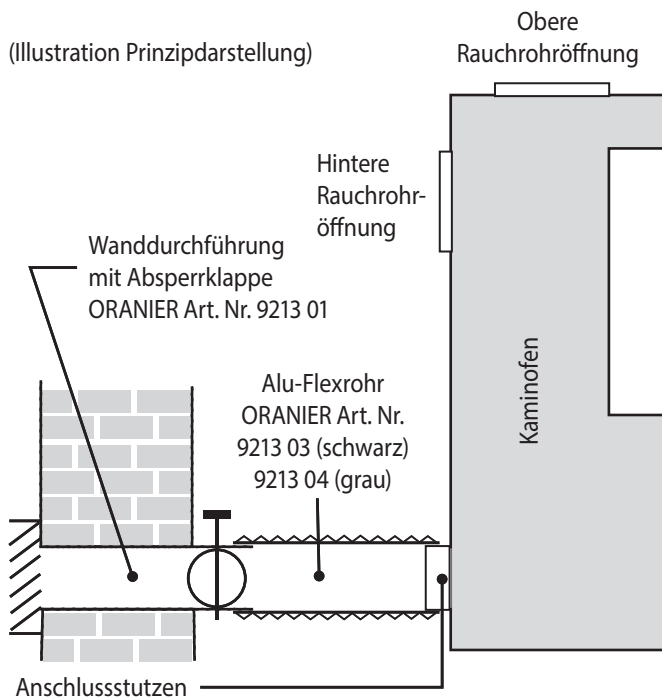 (Illustration Prinzipdarstellung)
Obere
Rauchrohröffnung
Hintere
Rauchrohr-
öffnung
Wanddurchführung
mit Absperrklappe
ORANIER Art. Nr. 9213 01
Alu-Flexrohr
ORANIER Art. Nr.
9213 03 (schwarz)
9213 04 (grau)
Kaminofen
Anschlussstutzen